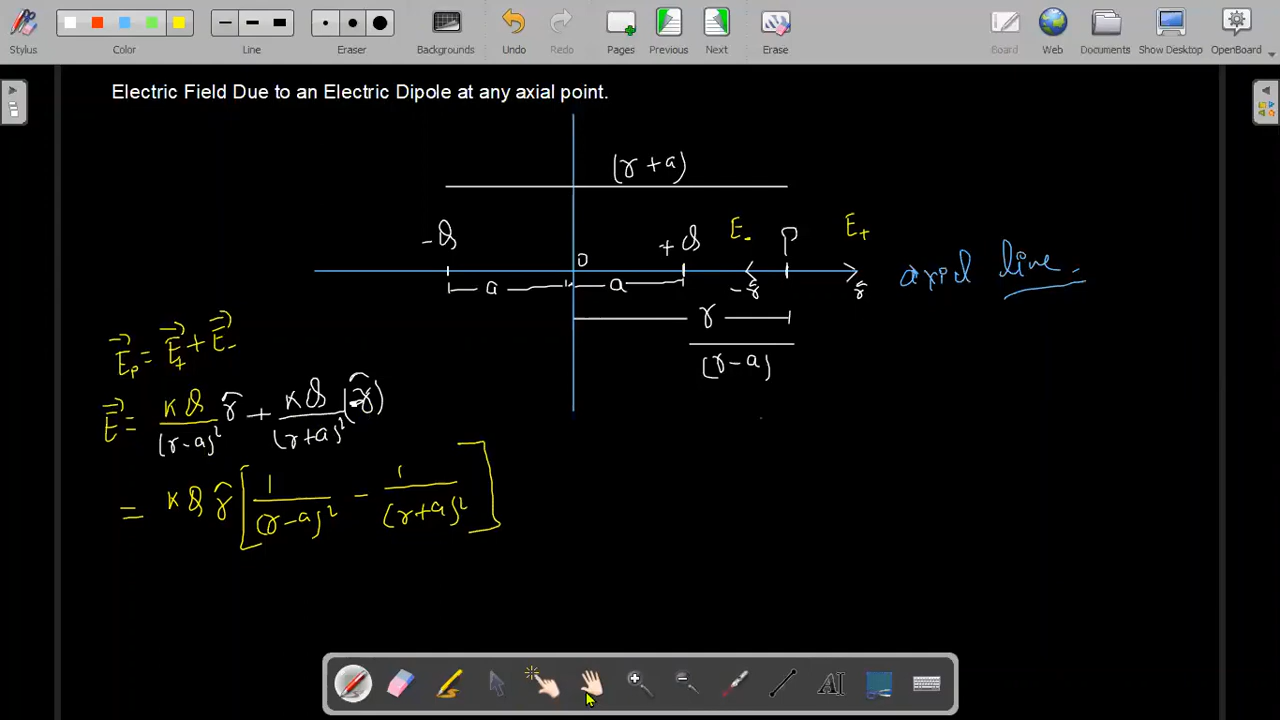 Stylus Color Line Eraser Backgrounds Undo Redo Pages Previous Next Erase Board Web Documents Show Desktop OpenBoard
Electric Field Due to an Electric Dipole at any axial point.
(r + a)
-Q O +Q E₋ P E₊ axial line -
a a -r̂ r̂
r
(r-a)
E⃗ₚ = E⃗₊ + E⃗₋
E⃗ = KQ/(r-a)² r̂ + KQ/(r+a)² (-r̂)
= KQ r̂ [1/(r-a)² - 1/(r+a)²]
AI